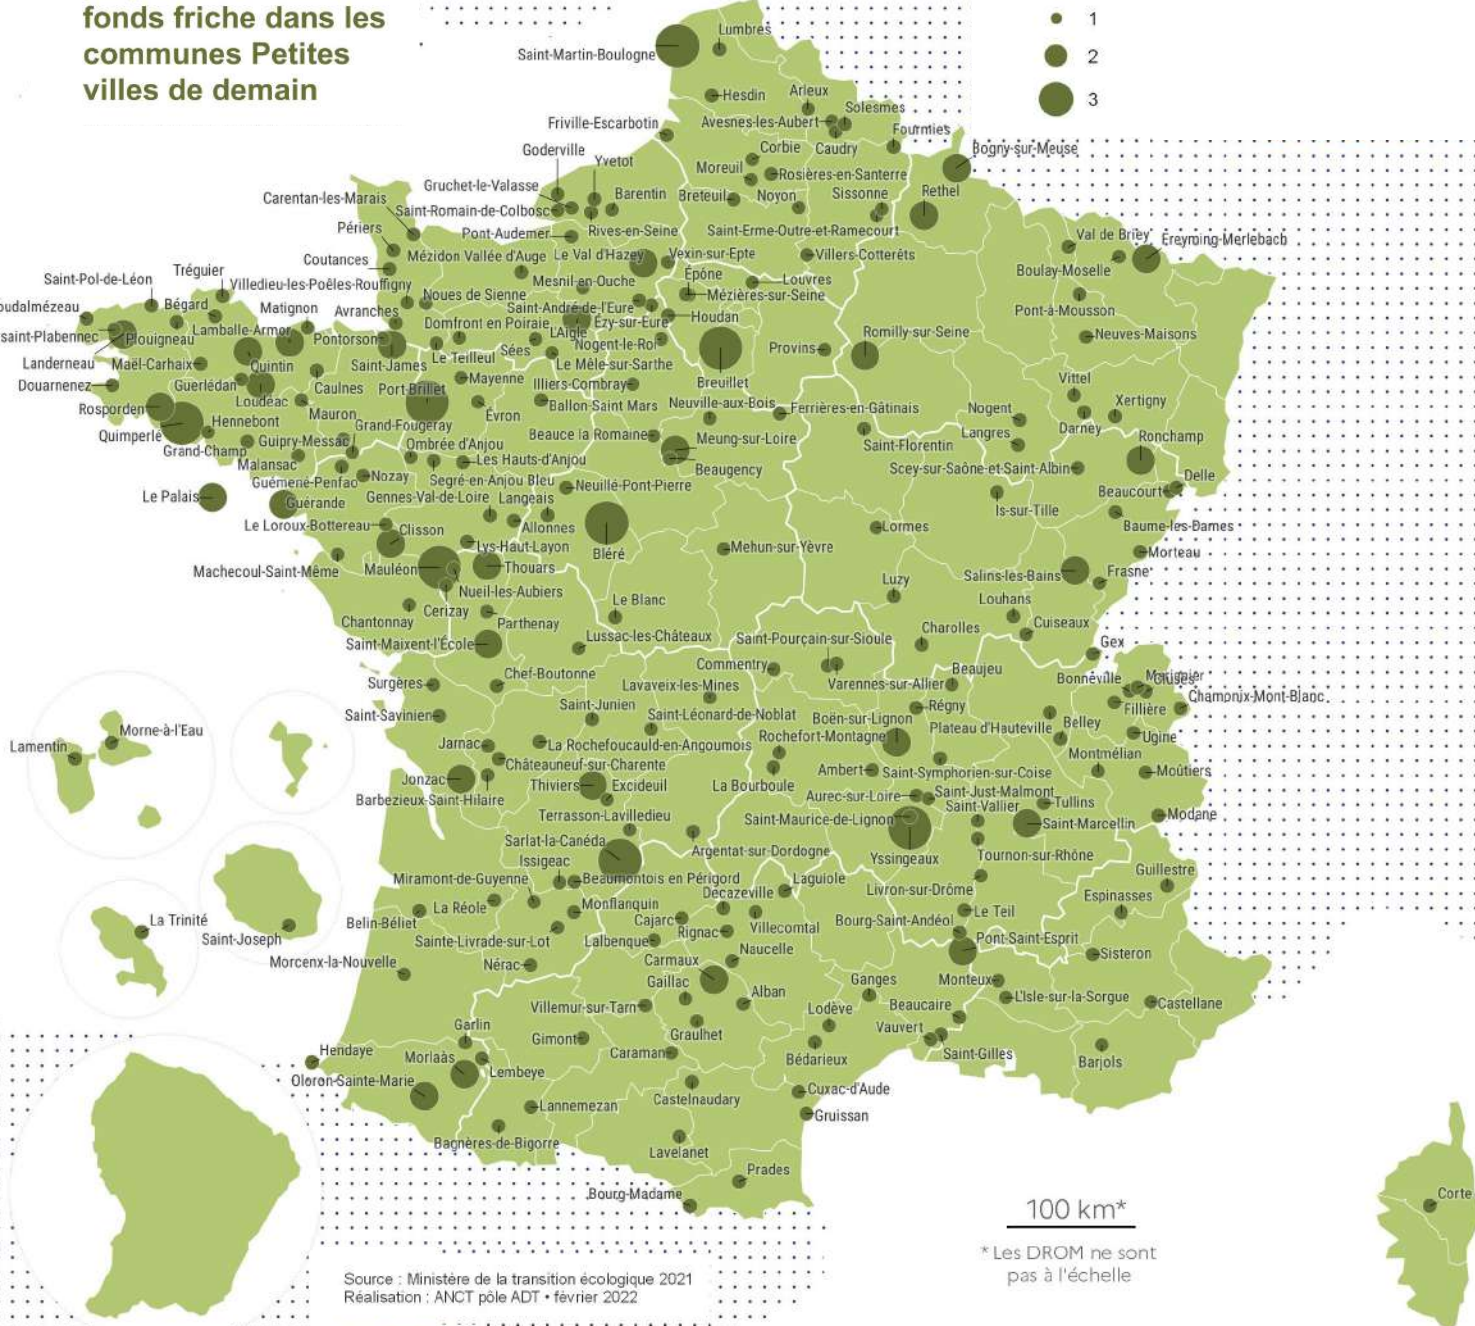 fonds friche dans les
communes Petites
villes de demain
1
2
3
Lumbres
Saint-Martin-Boulogne
Hesdin
Arleux
Solesmes
Avesnes-les-Aubert
Friville-Escarbotin
Fourmies
Caudry
Corbie
Bogny-sur-Meuse
Goderville
Yvetot
Moreuil
Rosières-en-Santerre
Gruchet-le-Valasse
Barentin
Breteuil
Noyon
Sissonne
Rethel
Carentan-les-Marais
Saint-Romain-de-Colbosc
Périers
Pont-Audemer
Rives-en-Seine
Saint-Erme-Outre-et-Ramecourt
Val de Briey
Freyming-Merlebach
Coutances
Mézidon Vallée d'Auge
Le Val d'Hazey
Vexin-sur-Epte
Villers-Cotterêts
Boulay-Moselle
Saint-Pol-de-Léon
Tréguier
Villedieu-les-Poêles-Rouffigny
Mesnil-en-Ouche
Épône
Louvres
Mézières-sur-Seine
oudalmézeau
Bégard
Matignon
Avranches
Noues de Sienne
Saint-André-de-l'Eure
Houdan
Pont-à-Mousson
saint-Plabennec
Plouigneau
Lamballe-Armor
Pontorson
Domfront en Poiraie
L'Aigle
Ézy-sur-Eure
Romilly-sur-Seine
Neuves-Maisons
Landerneau
Maël-Carhaix
Quintin
Saint-James
Le Teilleul
Sées
Nogent-le-Roi
Le Mêle-sur-Sarthe
Provins
Douarnenez
Guerlédan
Caulnes
Port-Brillet
Mayenne
Illiers-Combray
Breuillet
Vittel
Rosporden
Loudéac
Mauron
Évron
Ballon-Saint Mars
Neuville-aux-Bois
Ferrières-en-Gâtinais
Nogent
Xertigny
Quimperlé
Hennebont
Grand-Fougeray
Beauce la Romaine
Meung-sur-Loire
Saint-Florentin
Langres
Darney
Ronchamp
Grand-Champ
Guipry-Messac
Ombrée d'Anjou
Les Hauts-d'Anjou
Beaugency
Scey-sur-Saône-et-Saint-Albin
Malansac
Guémené-Penfao
Nozay
Segré-en-Anjou Bleu
Neuillé-Pont-Pierre
Delle
Le Palais
Guérande
Gennes-Val-de-Loire
Langeais
Is-sur-Tille
Beaucourt
Le Loroux-Bottereau
Clisson
Allonnes
Lormes
Baume-les-Dames
Machecoul-Saint-Même
Mauléon
Lys-Haut-Layon
Bléré
Mehun-sur-Yèvre
Morteau
Thouars
Luzy
Salins-les-Bains
Frasne
Nueil-les-Aubiers
Le Blanc
Louhans
Chantonnay
Cerizay
Parthenay
Cuiseaux
Saint-Maixent-l'École
Lussac-les-Châteaux
Saint-Pourçain-sur-Sioule
Charolles
Gex
Surgères
Chef-Boutonne
Commentry
Varennes-sur-Allier
Beaujeu
Bonneville
Marignier
Cluses
Lavaveix-les-Mines
Chamonix-Mont-Blanc
Saint-Savinien
Saint-Junien
Saint-Léonard-de-Noblat
Boën-sur-Lignon
Régny
Plateau d'Hauteville
Belley
Fillière
Morne-à-l'Eau
Lamentin
Jarnac
La Rochefoucauld-en-Angoumois
Rochefort-Montagne
Ugine
Châteauneuf-sur-Charente
Montmélian
Jonzac
Thiviers
Excideuil
La Bourboule
Ambert
Saint-Symphorien-sur-Coise
Moûtiers
Barbezieux-Saint-Hilaire
Aurec-sur-Loire
Saint-Just-Malmont
Saint-Vallier
Tullins
Terrasson-Lavilledieu
Saint-Maurice-de-Lignon
Saint-Marcellin
Modane
Sarlat-la-Canéda
Argentat-sur-Dordogne
Yssingeaux
Tournon-sur-Rhône
Issigeac
Guillestre
Miramont-de-Guyenne
Beaumontois en Périgord
Laguiole
Livron-sur-Drôme
Espinasses
La Trinité
Saint-Joseph
Belin-Béliet
La Réole
Monflanquin
Decazeville
Cajarc
Villecomtal
Bourg-Saint-Andéol
Le Teil
Sainte-Livrade-sur-Lot
Lalbenque
Rignac
Pont-Saint-Esprit
Morcenx-la-Nouvelle
Nérac
Carmaux
Naucelle
Sisteron
Gaillac
Ganges
Monteux
Villemur-sur-Tarn
Alban
Lodève
Beaucaire
L'Isle-sur-la-Sorgue
Castellane
Garlin
Gimont
Graulhet
Vauvert
Hendaye
Morlaàs
Caraman
Bédarieux
Saint-Gilles
Barjols
Oloron-Sainte-Marie
Lembeye
Castelnaudary
Cuxac-d'Aude
Lannemezan
Gruissan
Bagnères-de-Bigorre
Lavelanet
Prades
Bourg-Madame
Corte
100 km*
* Les DROM ne sont
pas à l'échelle
Source : Ministère de la transition écologique 2021
Réalisation : ANCT pôle ADT • février 2022